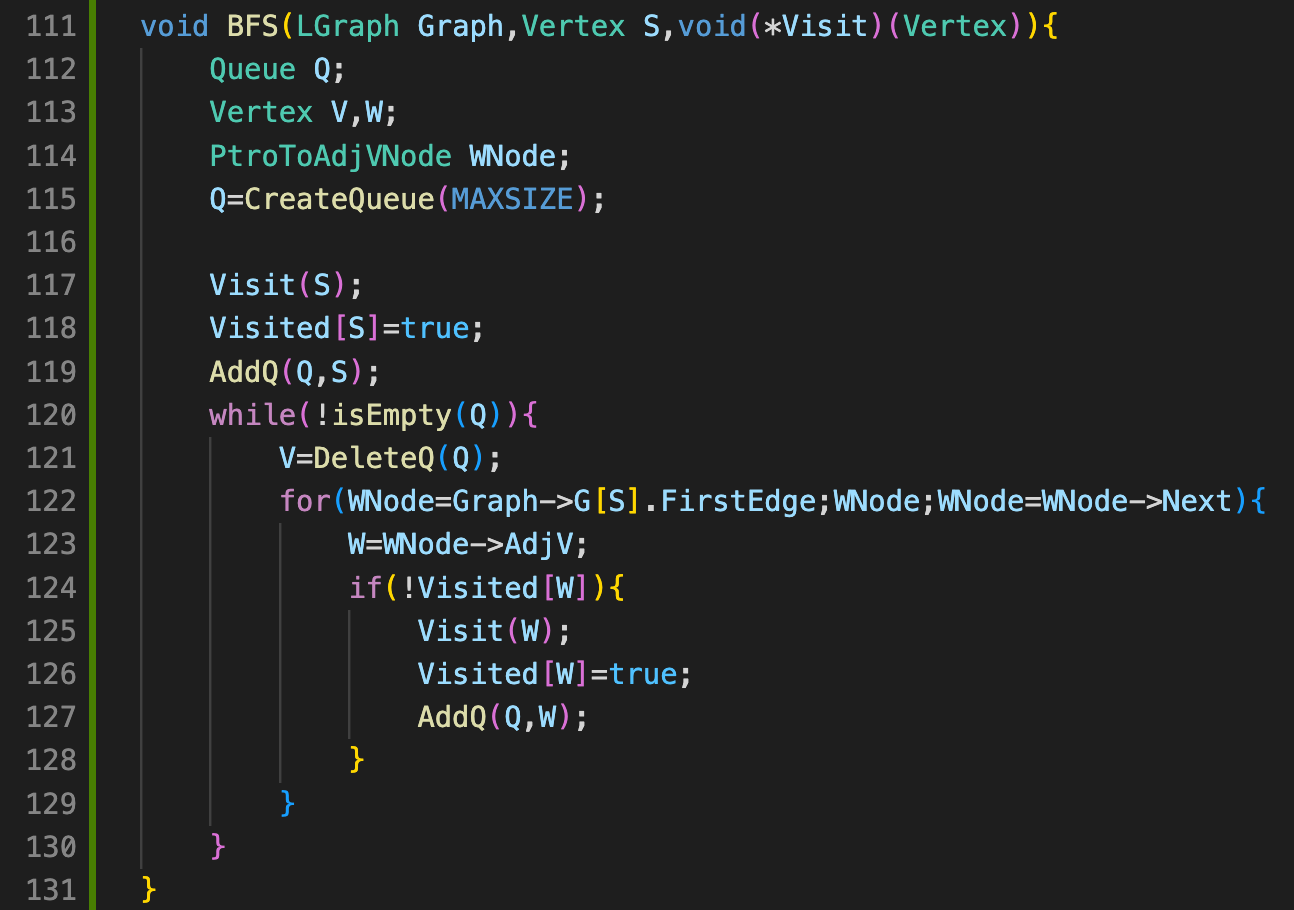 111 void BFS(LGraph Graph,Vertex S,void(*Visit)(Vertex)){
112 Queue Q;
113 Vertex V,W;
114 PtroToAdjVNode WNode;
115 Q=CreateQueue(MAXSIZE);
116
117 Visit(S);
118 Visited[S]=true;
119 AddQ(Q,S);
120 while(!isEmpty(Q)){
121 V=DeleteQ(Q);
122 for(WNode=Graph->G[S].FirstEdge;WNode;WNode=WNode->Next){
123 W=WNode->AdjV;
124 if(!Visited[W]){
125 Visit(W);
126 Visited[W]=true;
127 AddQ(Q,W);
128 }
129 }
130 }
131 }